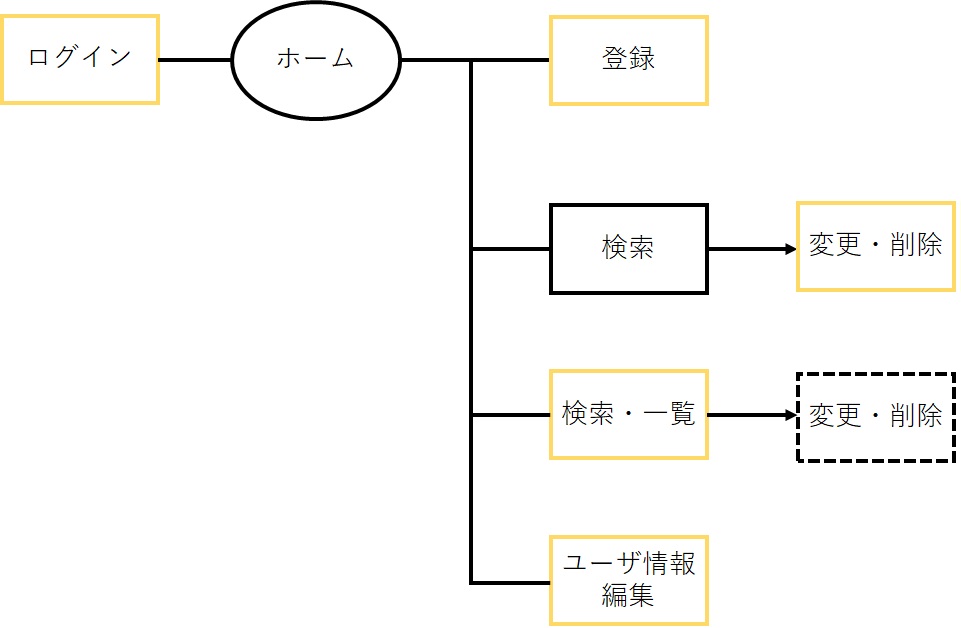 ログイン
ホーム
登録
検索
変更・削除
検索・一覧
変更・削除
ユーザ情報
編集